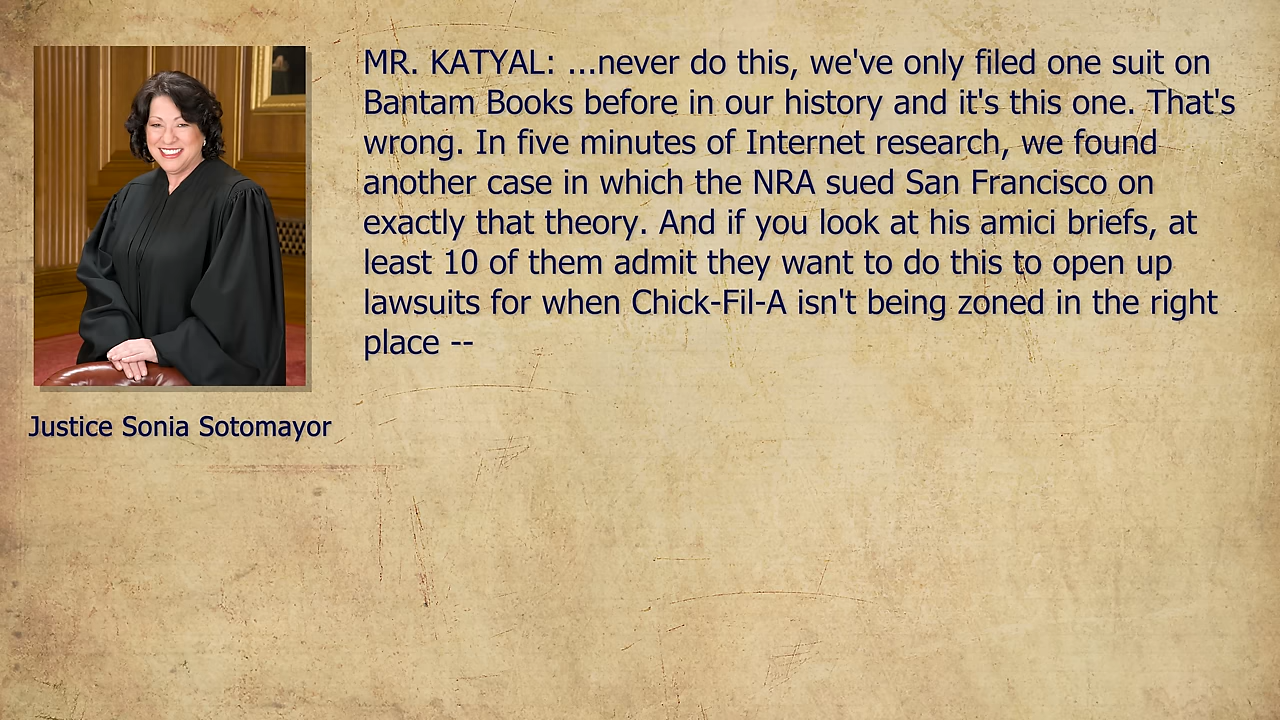 MR. KATYAL: ...never do this, we've only filed one suit on
Bantam Books before in our history and it's this one. That's
wrong. In five minutes of Internet research, we found
another case in which the NRA sued San Francisco on
exactly that theory. And if you look at his amici briefs, at
least 10 of them admit they want to do this to open up
lawsuits for when Chick-Fil-A isn't being zoned in the right
place --
Justice Sonia Sotomayor